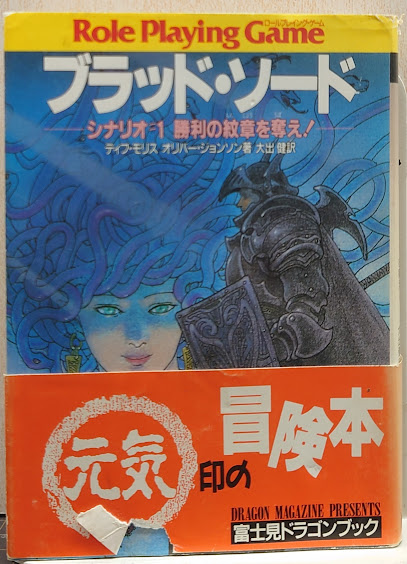 ロールプレイング・ゲーム
Role Playing Game
ブラッド・ソード
シナリオ#1 勝利の紋章を奪え!
デイブ・モリス オリバー・ジョンソン著 大出 健訳
元気
印の
冒険本
DRAGON MAGAZINE PRESENTS
富士見ドラゴンブック